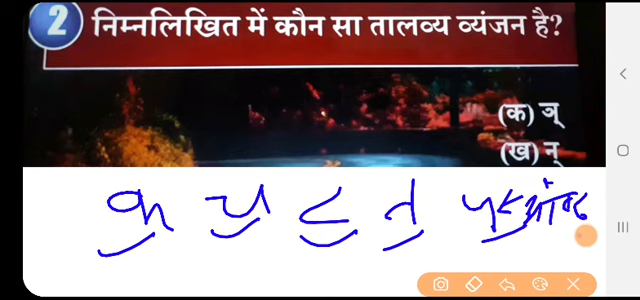 2 निम्नलिखित में कौन सा तालव्य व्यंजन है?
(क) ञ्
(ख) न्
क च ट त